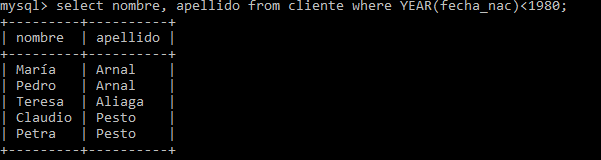 mysql> select nombre, apellido from cliente where YEAR(fecha_nac)<1980;
+---------+----------+
| nombre  | apellido |
+---------+----------+
| María   | Arnal    |
| Pedro   | Arnal    |
| Teresa  | Aliaga   |
| Claudio | Pesto    |
| Petra   | Pesto    |
+---------+----------+